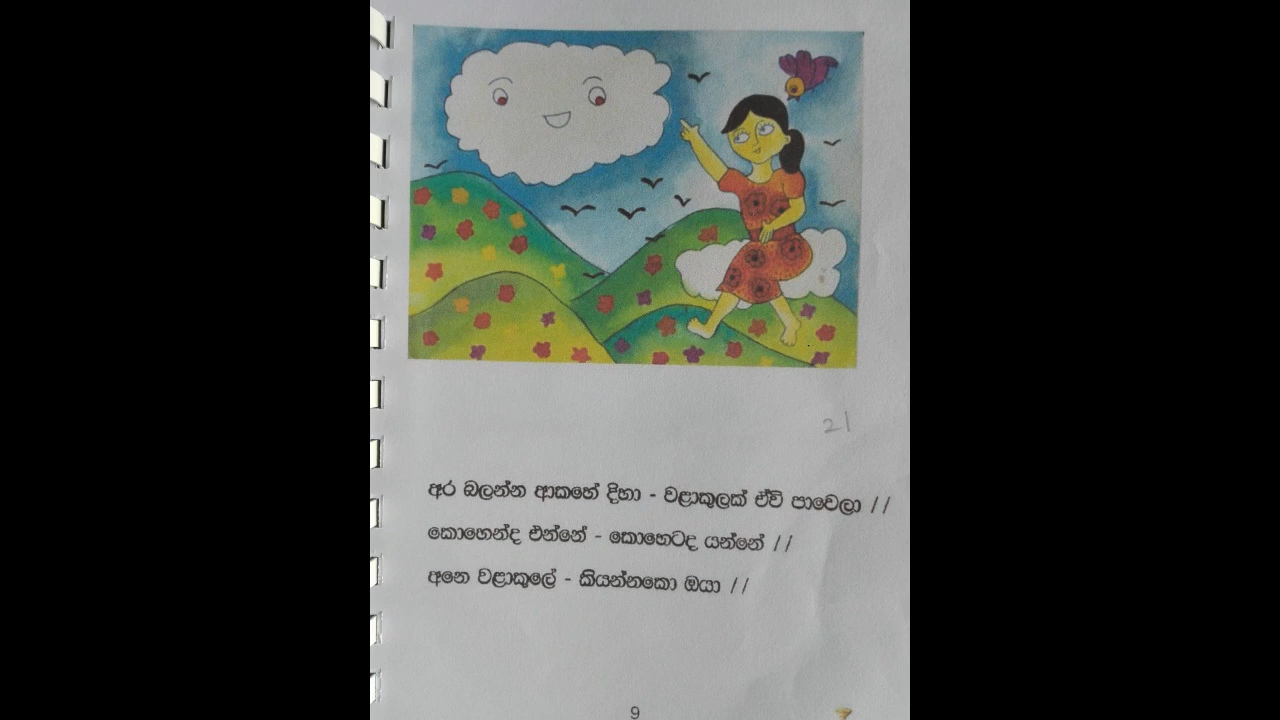 21
අර බලන්න ආකහේ දිහා - වළාකුලක් ඒවි පාවෙලා //
කොහෙන්ද එන්නේ - කොහෙටද යන්නේ //
අනෙ වළාකුලේ - කියන්නකො ඔයා //
9